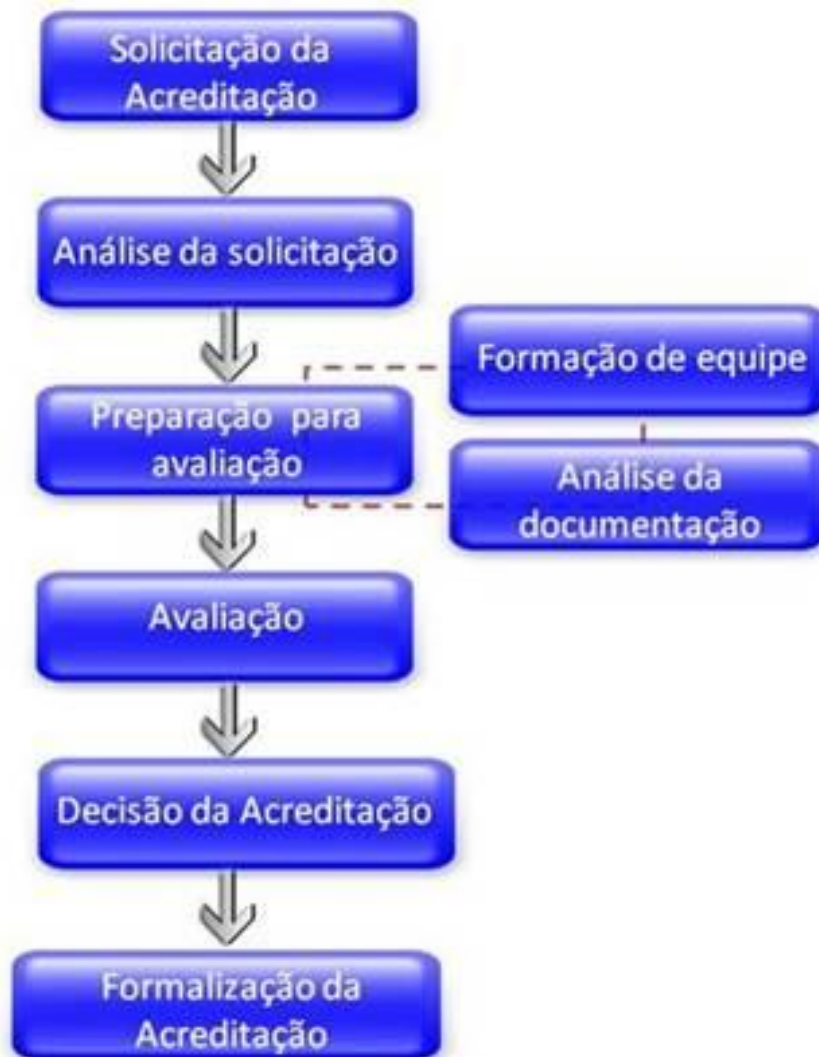 Solicitação da
Acreditação
Análise da solicitação
Formação de equipe
Preparação para
avaliação
Análise da
documentação
Avaliação
Decisão da Acreditação
Formalização da
Acreditação